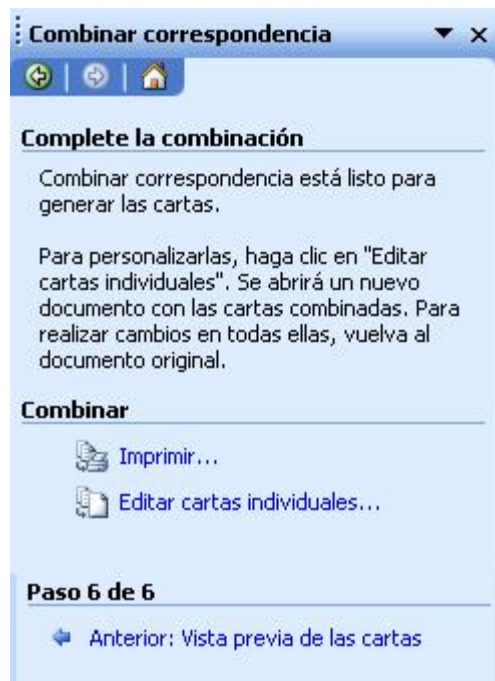 Combinar correspondencia
Complete la combinación
Combinar correspondencia está listo para
generar las cartas.
Para personalizarlas, haga clic en "Editar
cartas individuales". Se abrirá un nuevo
documento con las cartas combinadas. Para
realizar cambios en todas ellas, vuelva al
documento original.
Combinar
Imprimir...
Editar cartas individuales...
Paso 6 de 6
Anterior: Vista previa de las cartas